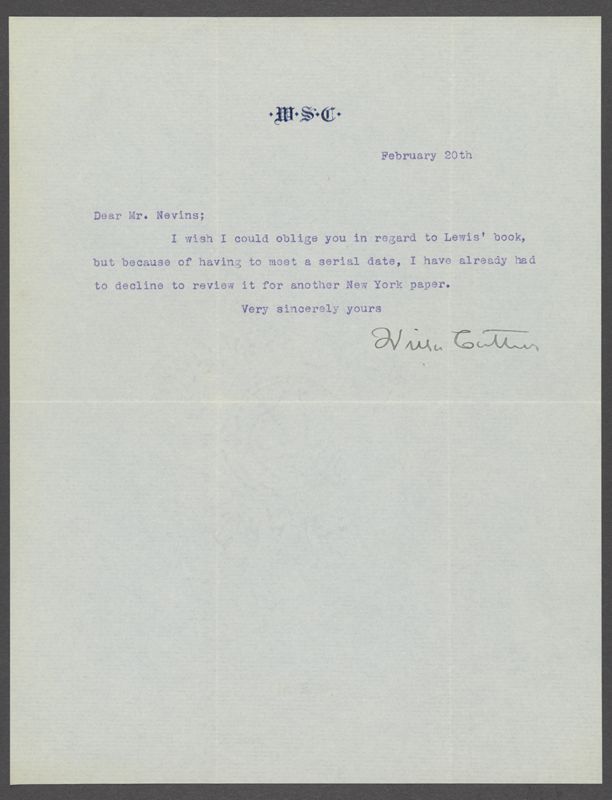 ·W·S·C·
February 20th
Dear Mr. Nevins;
I wish I could oblige you in regard to Lewis' book,
but because of having to meet a serial date, I have already had
to decline to review it for another New York paper.
Very sincerely yours
Willa Cather